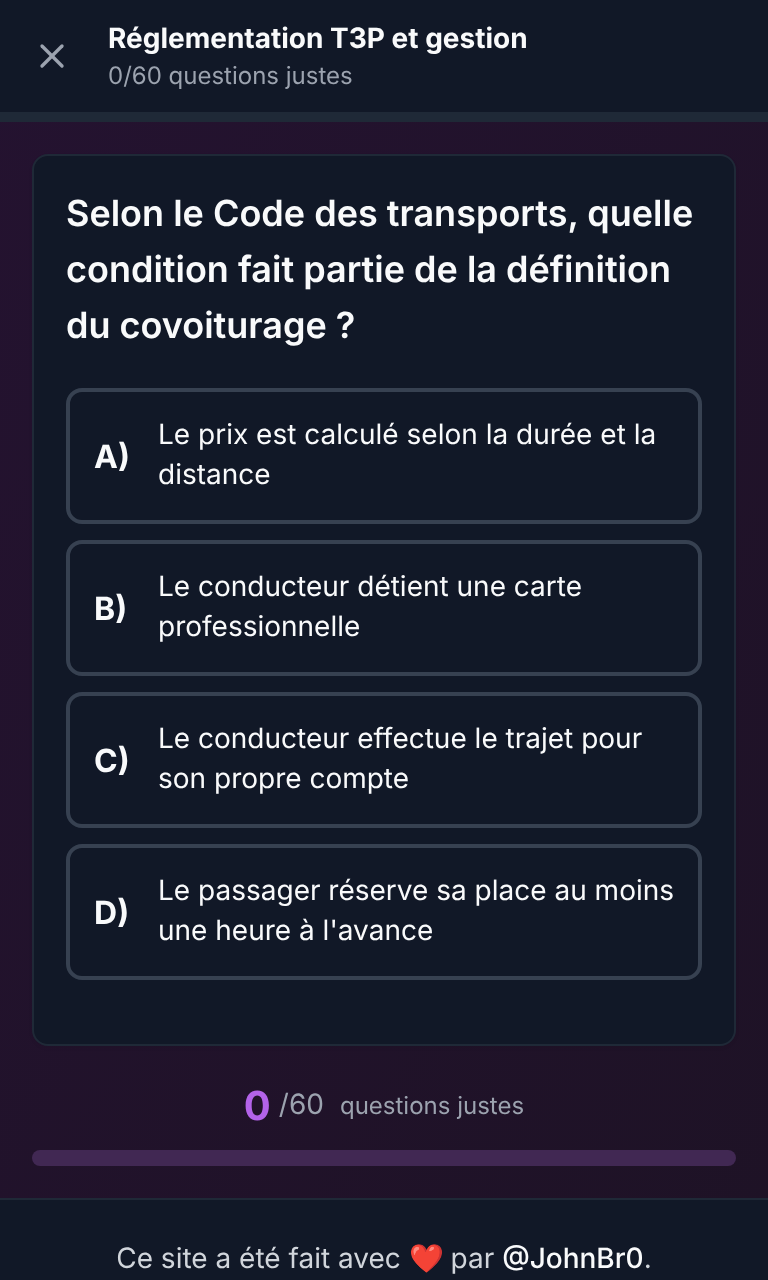 Réglementation T3P et gestion
0/60 questions justes
Selon le Code des transports, quelle
condition fait partie de la définition
du covoiturage ?
A) Le prix est calculé selon la durée et la
distance
B) Le conducteur détient une carte
professionnelle
C) Le conducteur effectue le trajet pour
son propre compte
D) Le passager réserve sa place au moins
une heure à l'avance
0 /60 questions justes
Ce site a été fait avec ❤️ par @JohnBr0.